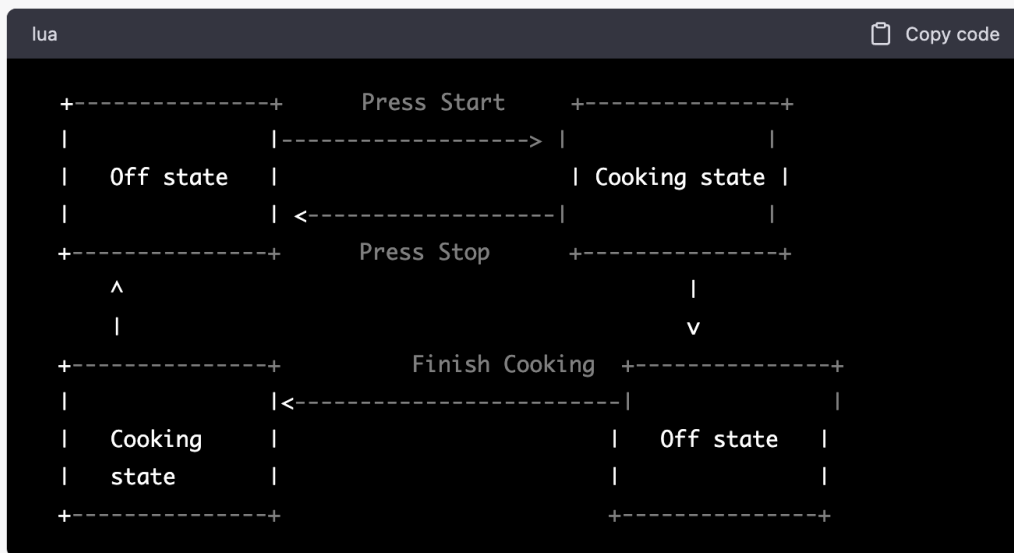 lua Copy code
+---------------+      Press Start     +---------------+
|               |-------------------> |               |
|   Off state   |                      | Cooking state |
|               | <-------------------|               |
+---------------+      Press Stop      +---------------+
    ^                                           |
    |                                           v
+---------------+          Finish Cooking  +---------------+
|               |<-------------------------|               |
|   Cooking     |                         |   Off state   |
|   state       |                         |               |
+---------------+                         +---------------+